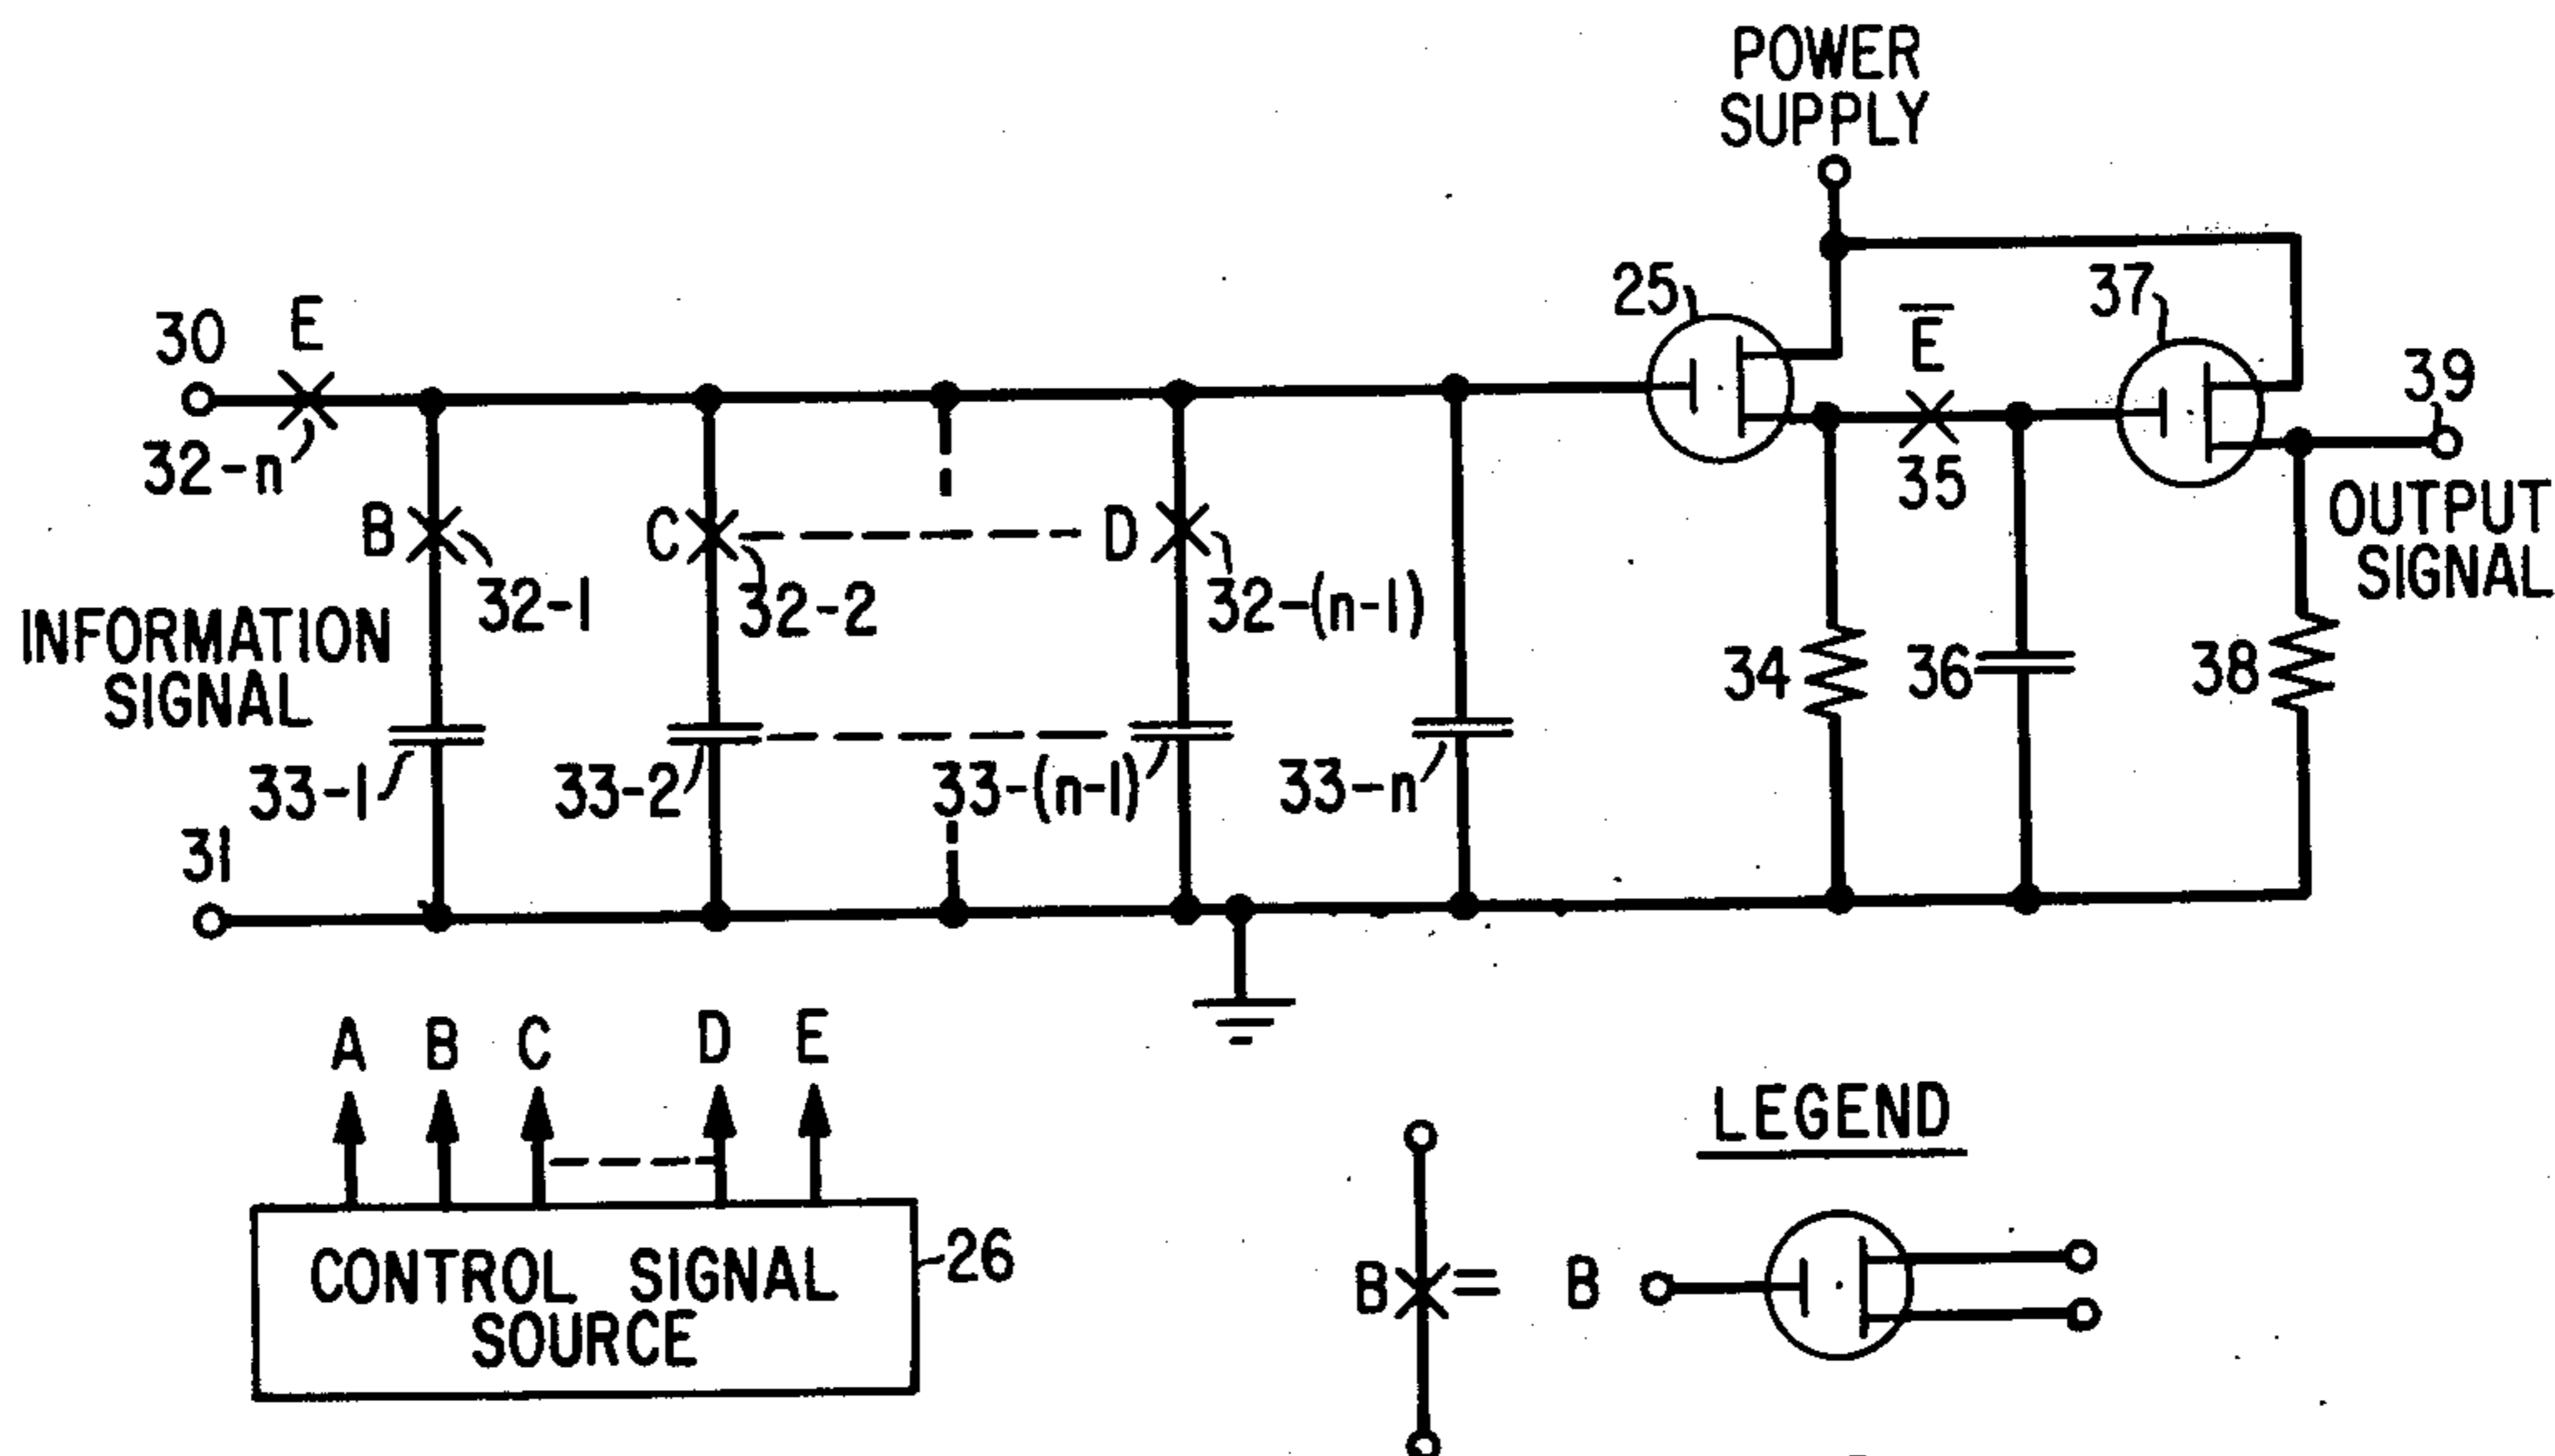 POWER
SUPPLY
25
37
E̅
30
E
39
32-n
35
B
C
D
OUTPUT
SIGNAL
32-1
32-2
32-(n-1)
INFORMATION
SIGNAL
34
36
38
33-1
33-2
33-(n-1)
33-n
31
A B C D E
LEGEND
CONTROL SIGNAL
SOURCE
26
B = B